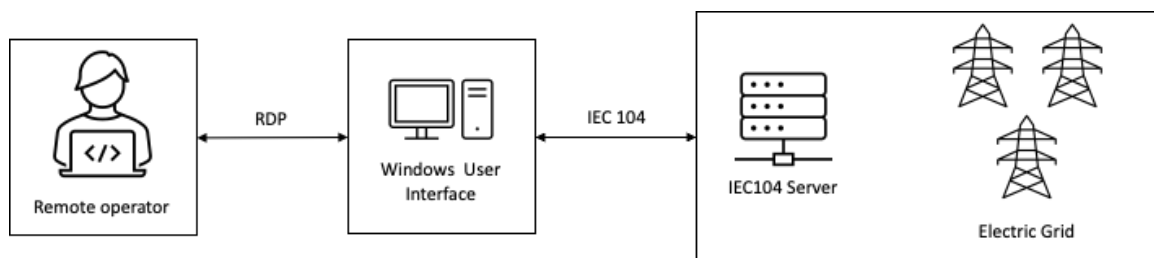 RDP
IEC 104
Remote operator
Windows User
Interface
IEC104 Server
Electric Grid